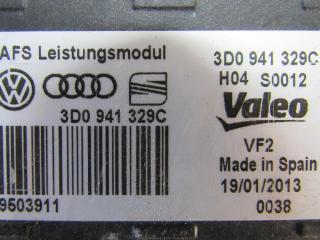 AFS Leistungsmodul
3D0 941 329C
3D0 941 329C
H04 S0012
Valeo
VF2
Made in Spain
19/01/2013
0038
9503911